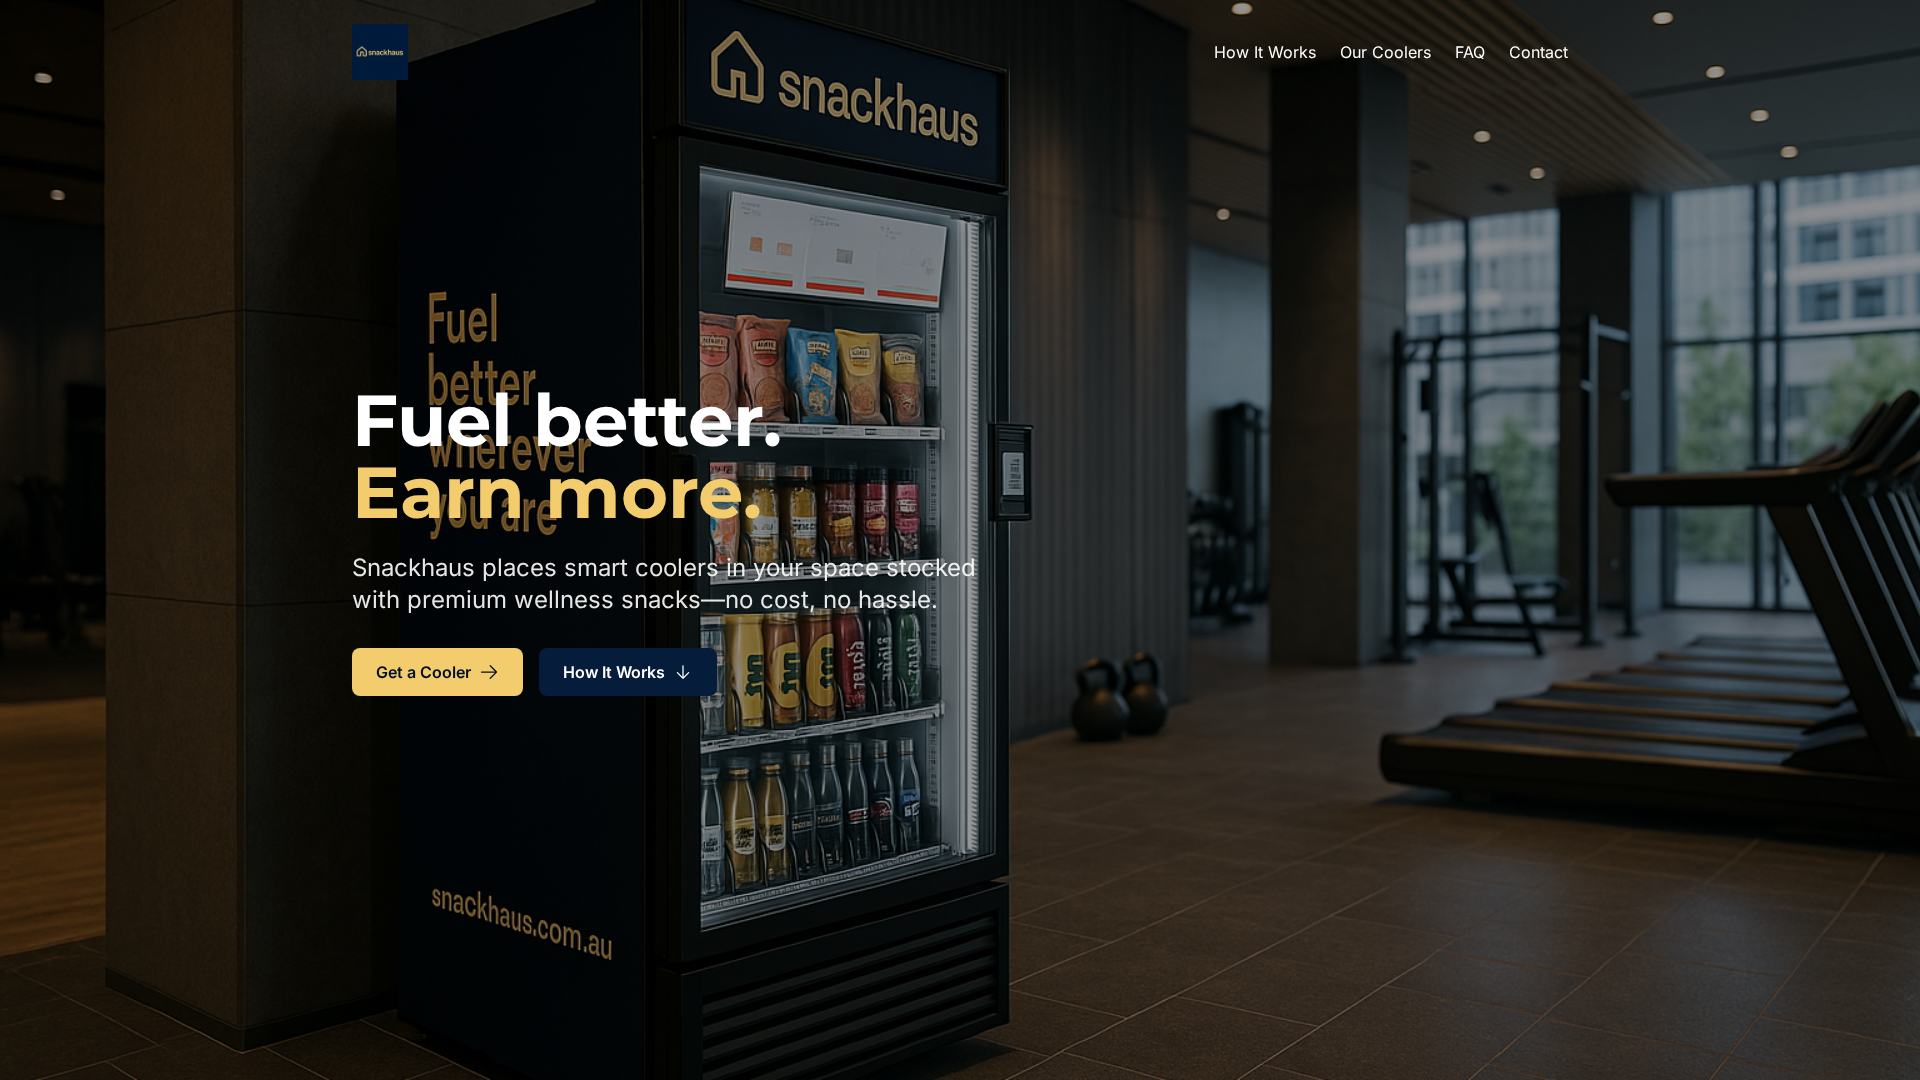 snackhaus
How It Works
Our Coolers
FAQ
Contact
snackhaus
Fuel
better
wherever
you are
Fuel better.
Earn more.
Snackhaus places smart coolers in your space stocked
with premium wellness snacks—no cost, no hassle.
Get a Cooler
How It Works
snackhaus.com.au